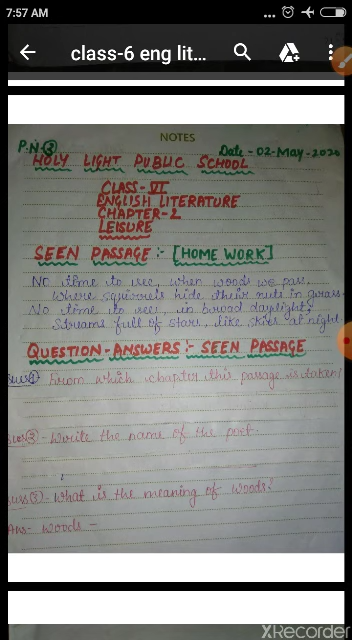 7:57 AM
class-6 eng lit...
NOTES
P.N.③
Date - 02-May-2020
HOLY LIGHT PUBLIC SCHOOL
CLASS-VI
ENGLISH LITERATURE
CHAPTER-2
LEISURE
SEEN PASSAGE :- [HOME WORK]
No time to see, when woods we pass,
Where squirrels hide their nuts in grass.
No time to see, in broad daylight,
Streams full of stars, like skies at night.
QUESTION-ANSWERS :- SEEN PASSAGE
From which chapter this passage is taken?
Write the name of the poet.
What is the meaning of woods?
Ans- Woods -
XRecorder